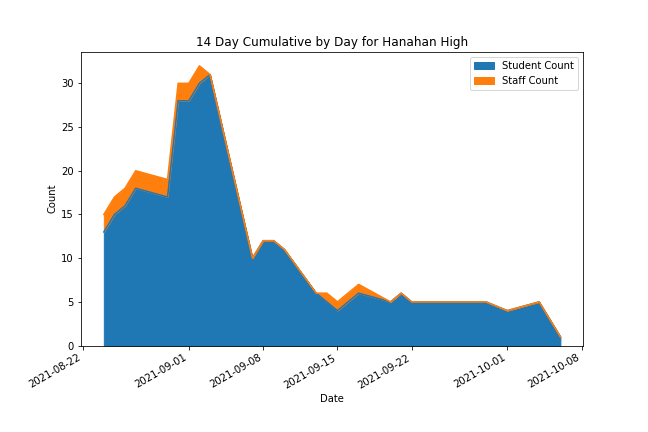 14 Day Cumulative by Day for Hanahan High
Student Count
Staff Count
30
25
20
15
10
5
0
Count
2021-08-22
2021-09-01
2021-09-08
2021-09-15
2021-09-22
2021-10-01
2021-10-08
Date